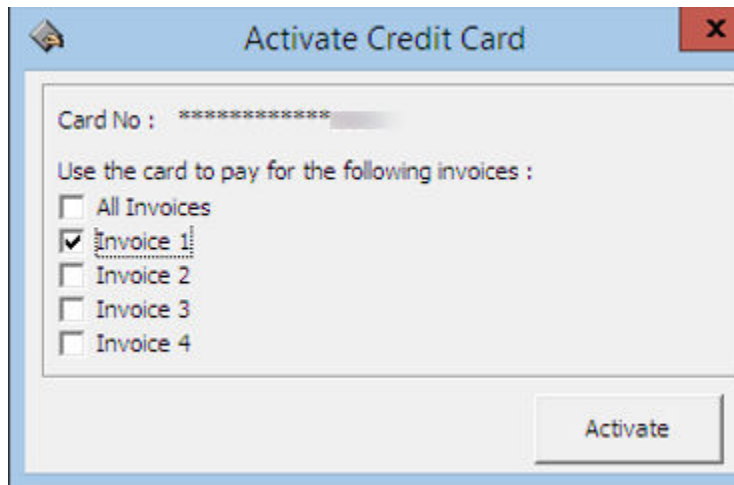 Activate Credit Card
x
Card No : ************
Use the card to pay for the following invoices :
All Invoices
Invoice 1
Invoice 2
Invoice 3
Invoice 4
Activate